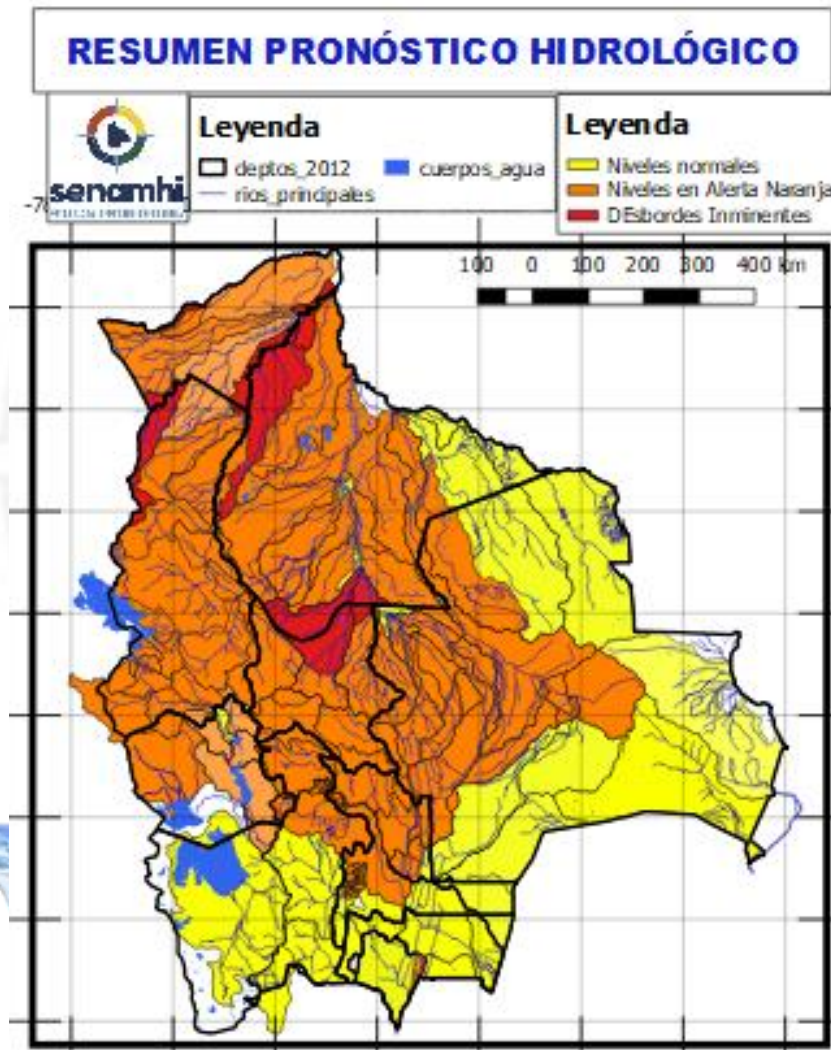 RESUMEN PRONÓSTICO HIDROLÓGICO
senamhi
Leyenda
deptos_2012 cuerpos_agua
rios_principales
Leyenda
Niveles normales
Niveles en Alerta Naranja
DEsbordes Inminentes
100 0 100 200 300 400 km